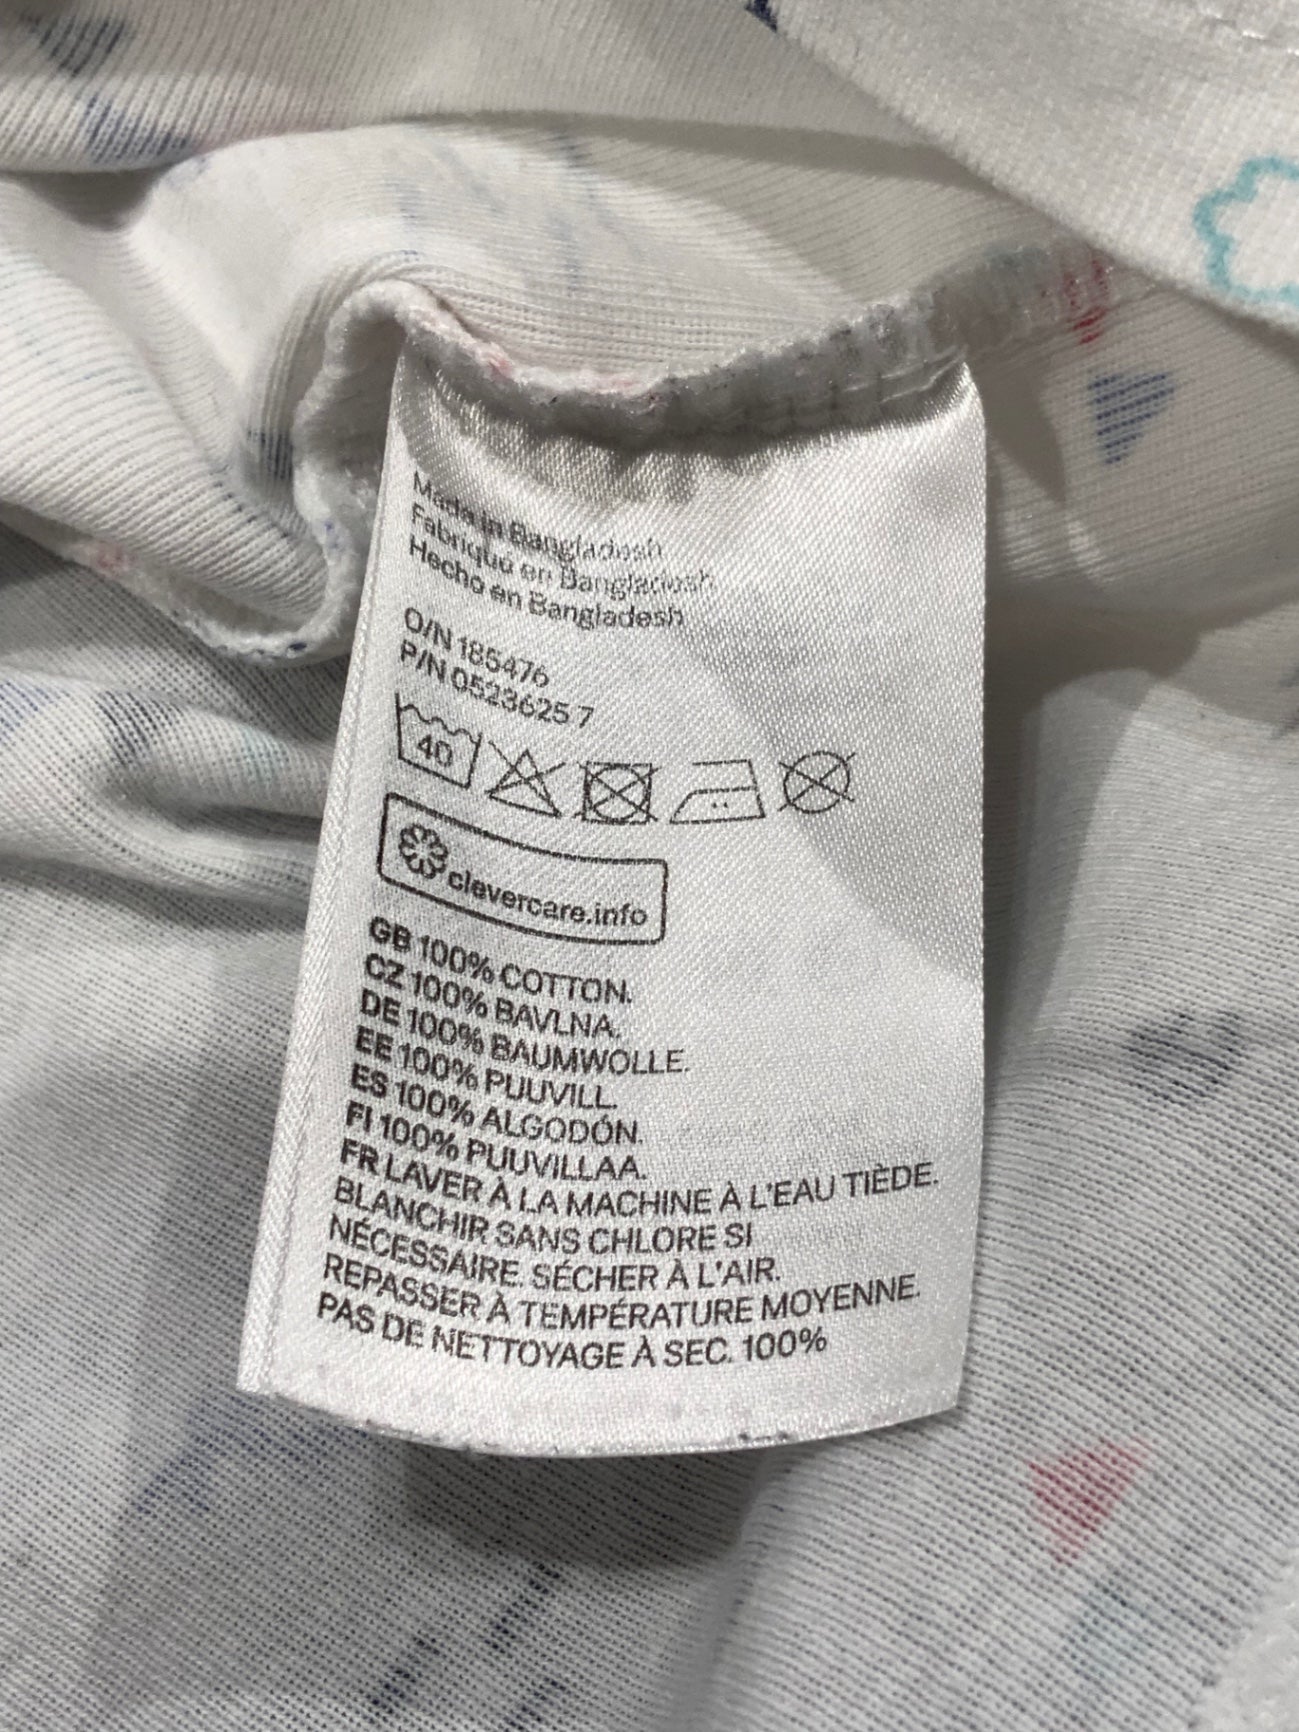 Made in Bangladesh
Fabriqué en Bangladesh
Hecho en Bangladesh
O/N 185476
P/N 0523625 7
40
clevercare.info
GB 100% COTTON.
CZ 100% BAVLNA.
DE 100% BAUMWOLLE.
EE 100% PUUVILL.
ES 100% ALGODÓN.
FI 100% PUUVILLAA.
FR LAVER À LA MACHINE À L'EAU TIÈDE.
BLANCHIR SANS CHLORE SI
NÉCESSAIRE. SÉCHER À L'AIR.
REPASSER À TEMPÉRATURE MOYENNE.
PAS DE NETTOYAGE À SEC. 100%